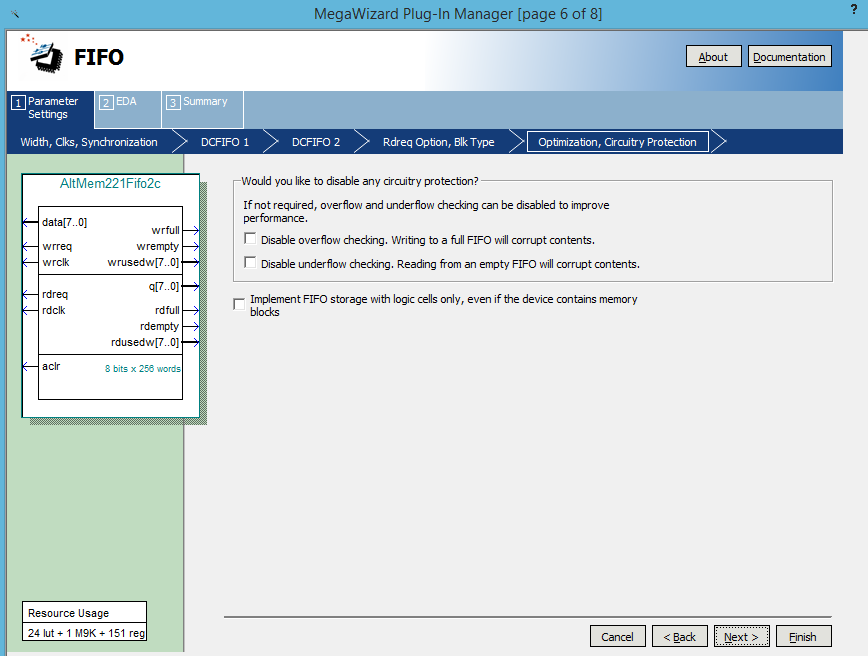 MegaWizard Plug-In Manager [page 6 of 8]
?
FIFO
About
Documentation
1 Parameter Settings
2 EDA
3 Summary
Width, Clks, Synchronization
DCFIFO 1
DCFIFO 2
Rdreq Option, Blk Type
Optimization, Circuitry Protection
AltMem221Fifo2c
data[7..0]
wrfull
wrreq
wrempty
wrclk
wrusedw[7..0]
q[7..0]
rdreq
rdclk
rdfull
rdempty
rdusedw[7..0]
aclr
8 bits x 256 words
Would you like to disable any circuitry protection?
If not required, overflow and underflow checking can be disabled to improve
performance.
Disable overflow checking. Writing to a full FIFO will corrupt contents.
Disable underflow checking. Reading from an empty FIFO will corrupt contents.
Implement FIFO storage with logic cells only, even if the device contains memory
blocks
Resource Usage
24 lut + 1 M9K + 151 reg
Cancel
< Back
Next >
Finish